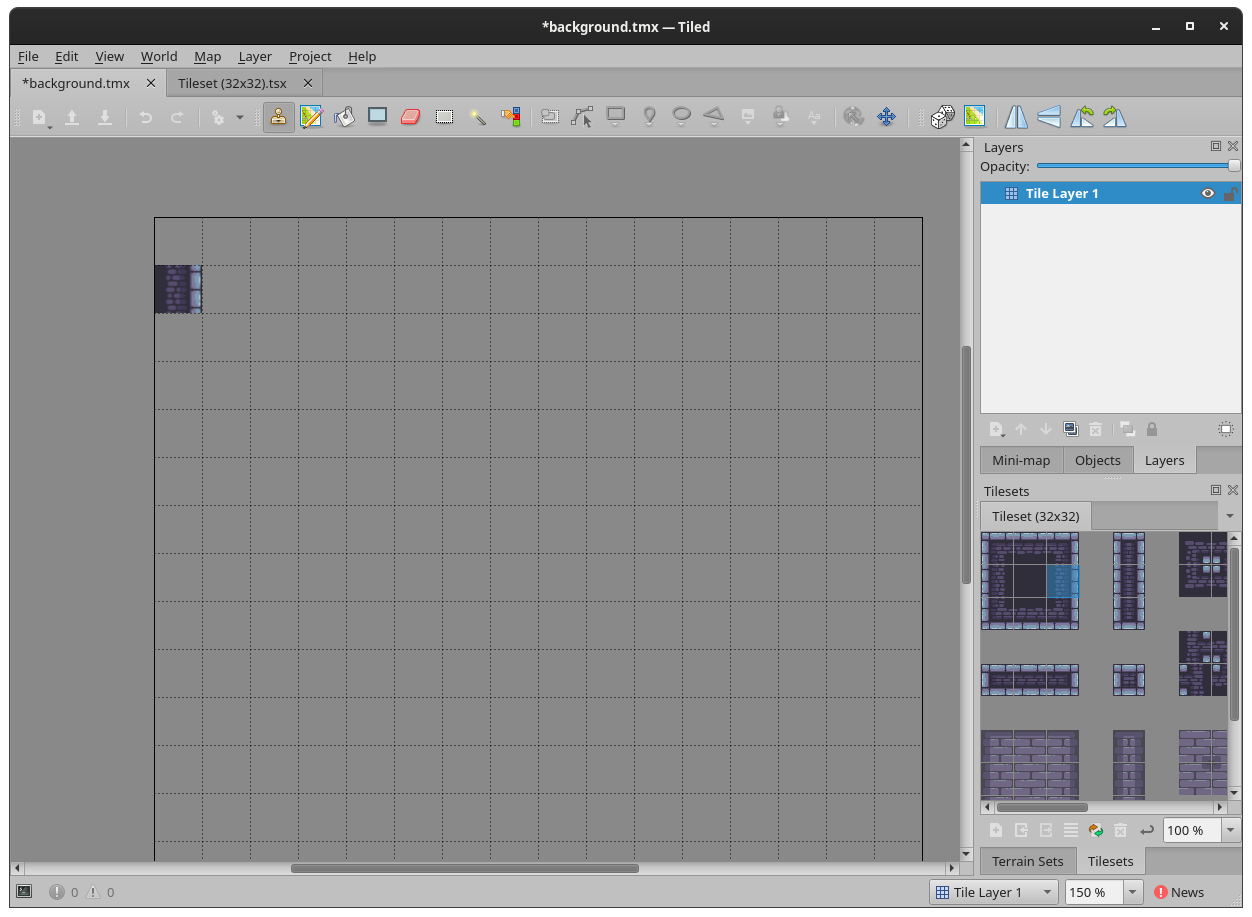 *background.tmx — Tiled
File Edit View World Map Layer Project Help
*background.tmx Tileset (32x32).tsx
Layers
Opacity:
Tile Layer 1
Mini-map Objects Layers
Tilesets
Tileset (32x32)
100 %
Terrain Sets Tilesets
0 0 Tile Layer 1 150 % News